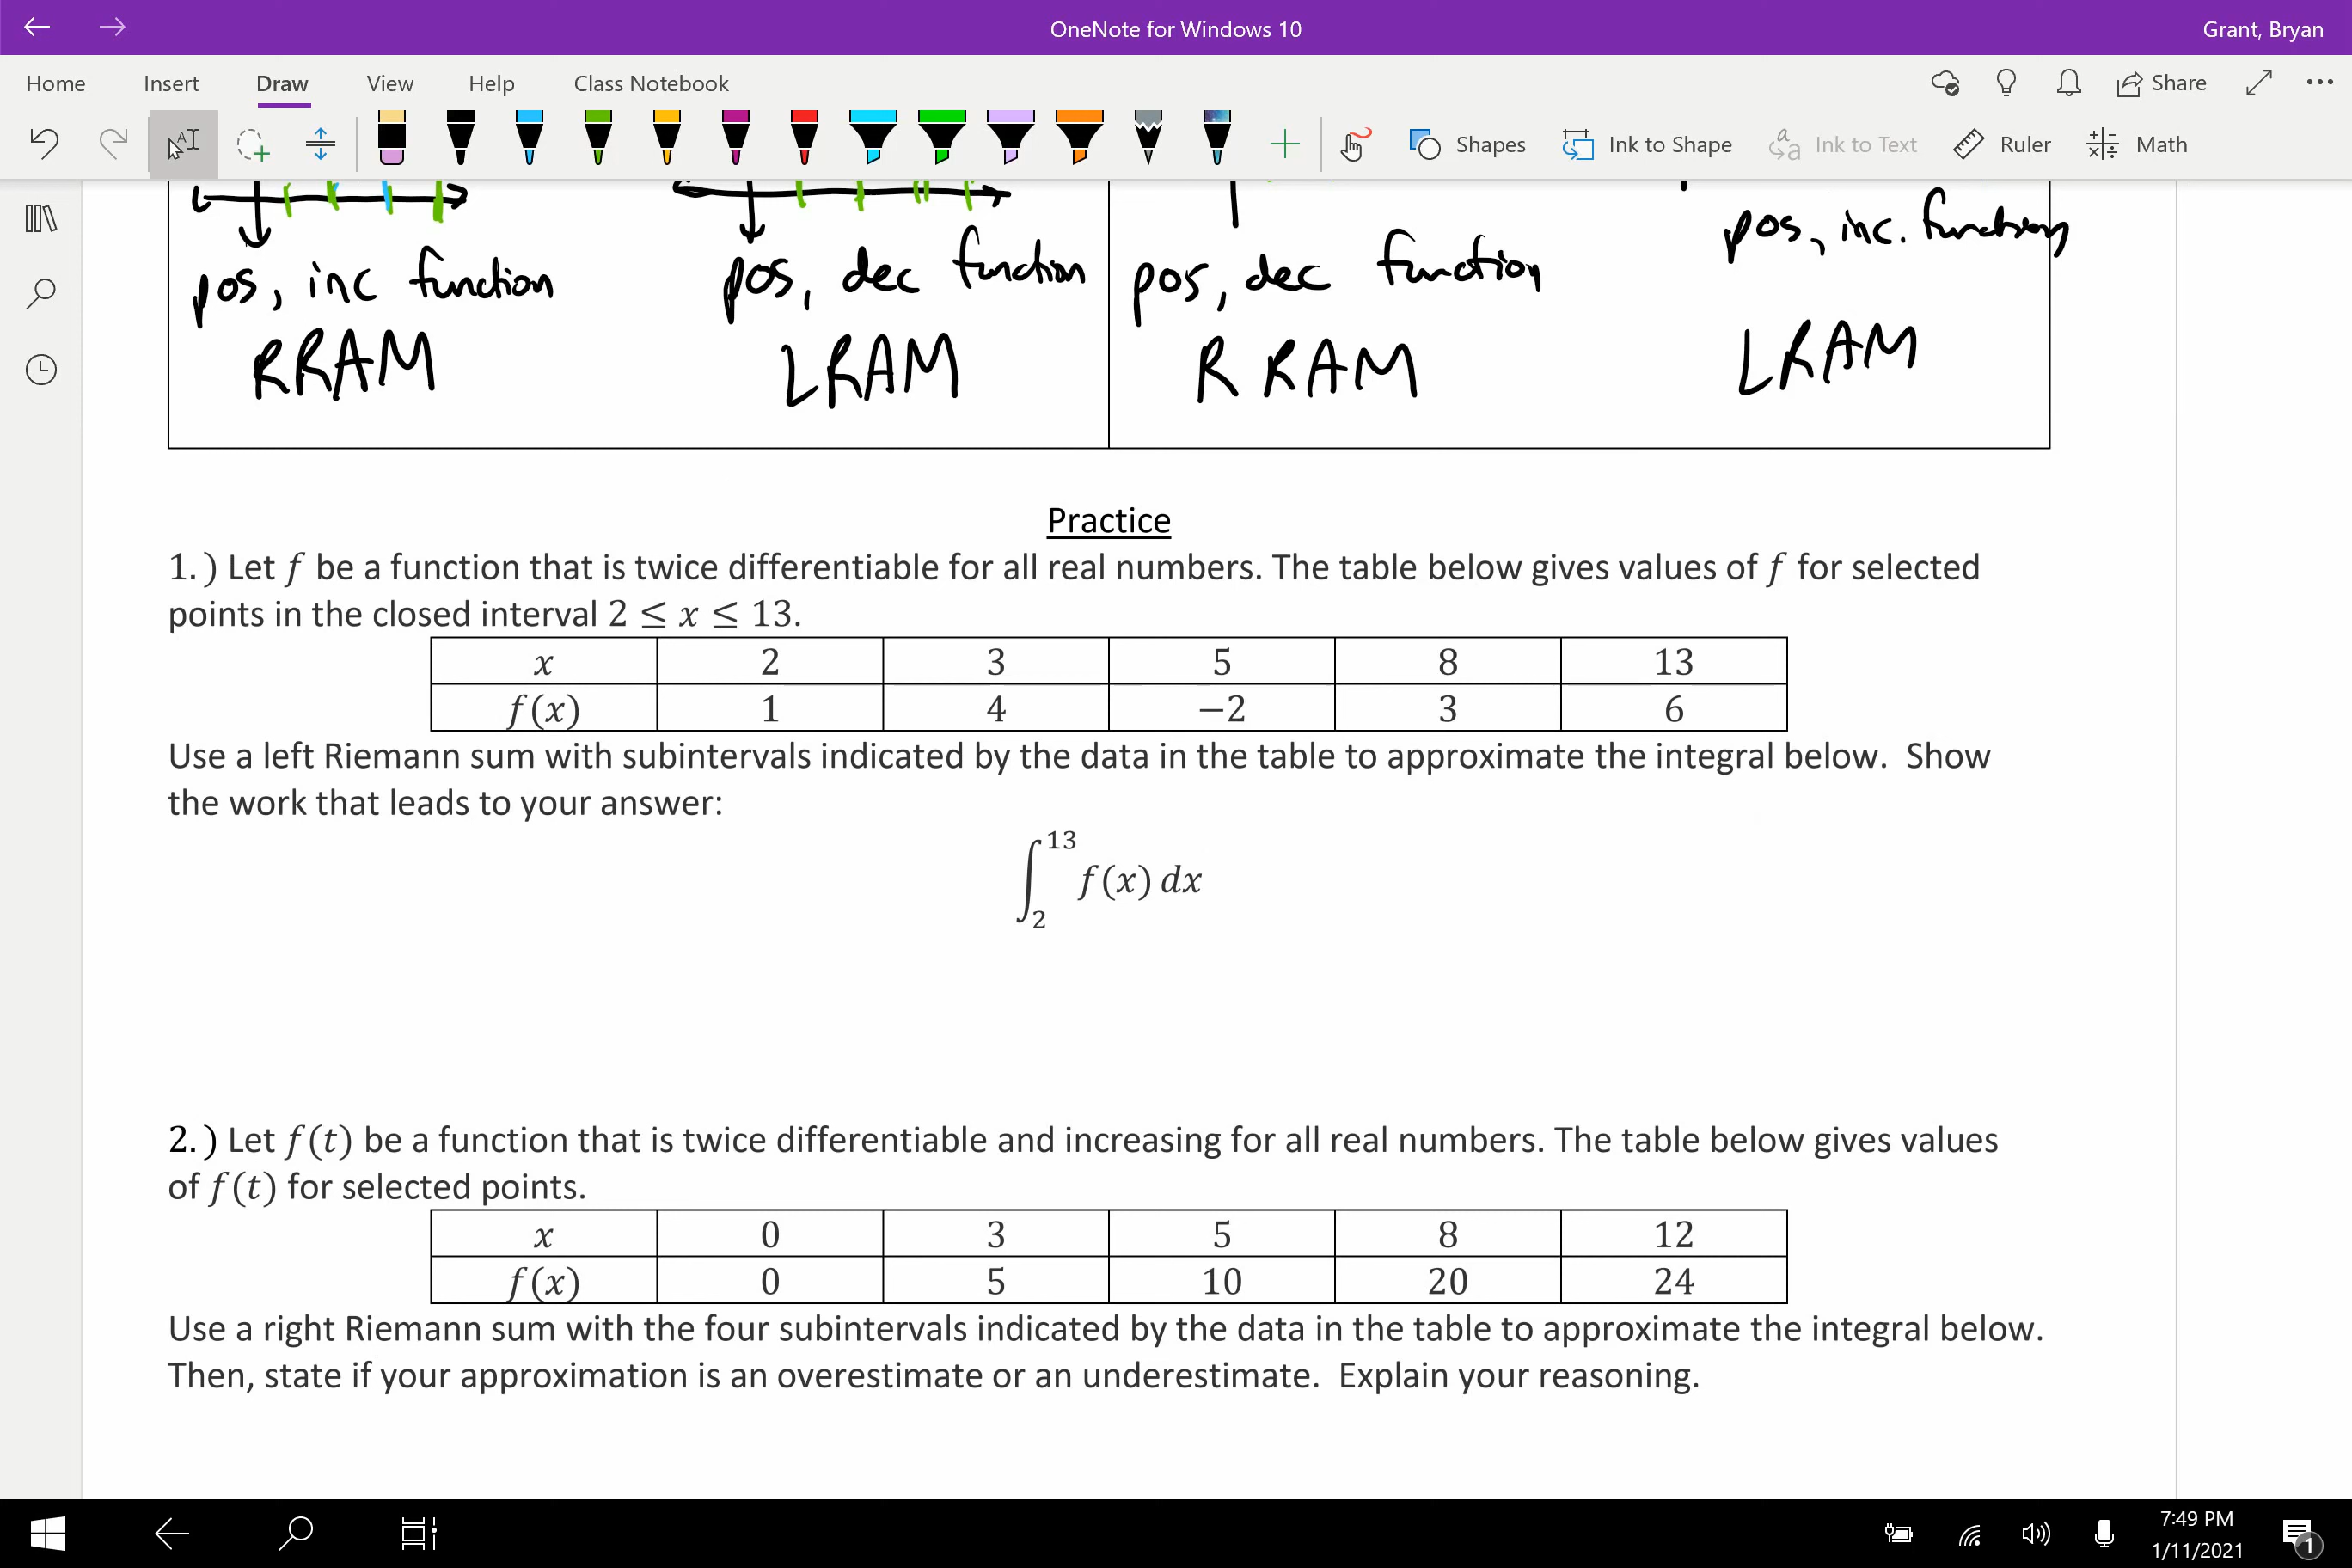 OneNote for Windows 10
Grant, Bryan
Home Insert Draw View Help Class Notebook Share
Shapes Ink to Shape Ink to Text Ruler Math
pos, inc function
RRAM
pos, dec function
LRAM
pos, dec function
RRAM
pos, inc. function
LRAM
Practice
1.) Let f be a function that is twice differentiable for all real numbers. The table below gives values of f for selected
points in the closed interval 2 ≤ x ≤ 13.
x 2 3 5 8 13
f(x) 1 4 −2 3 6
Use a left Riemann sum with subintervals indicated by the data in the table to approximate the integral below. Show
the work that leads to your answer:
∫₂¹³ f(x) dx
2.) Let f(t) be a function that is twice differentiable and increasing for all real numbers. The table below gives values
of f(t) for selected points.
x 0 3 5 8 12
f(x) 0 5 10 20 24
Use a right Riemann sum with the four subintervals indicated by the data in the table to approximate the integral below.
Then, state if your approximation is an overestimate or an underestimate. Explain your reasoning.
7:49 PM
1/11/2021
1